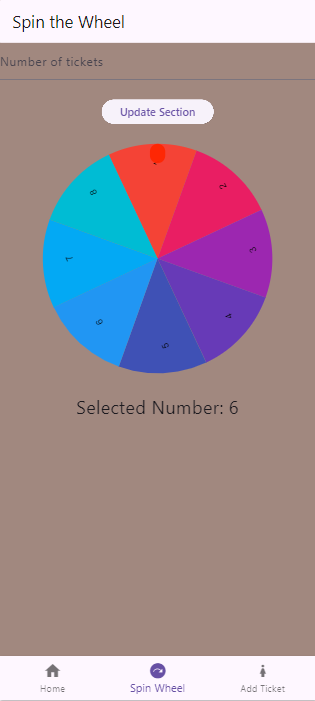 Spin the Wheel
Number of tickets
Update Section
1
2
3
4
5
6
7
8
Selected Number: 6
Home
Spin Wheel
Add Ticket